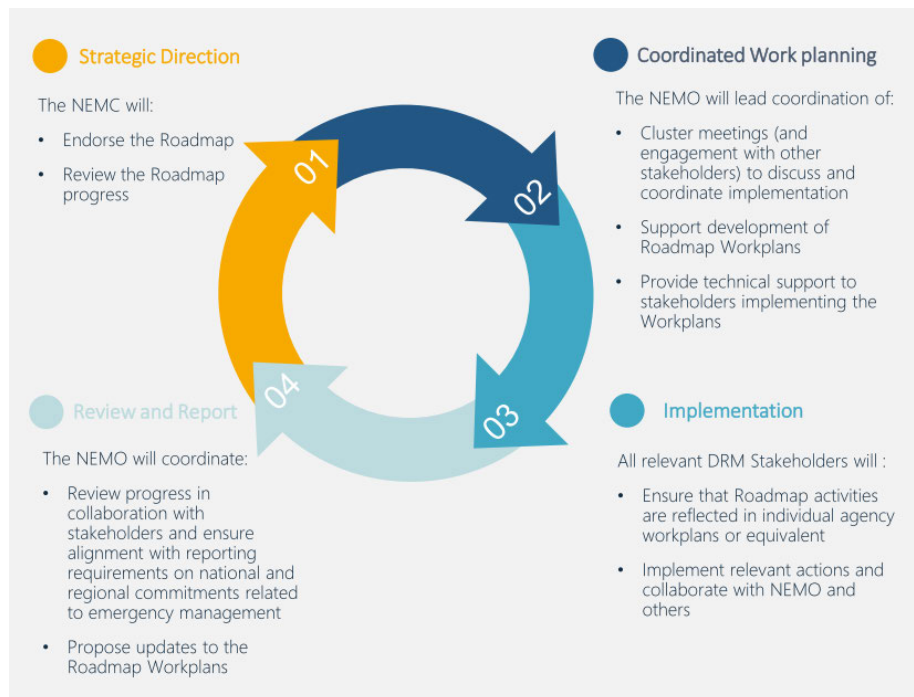 Strategic Direction
The NEMC will:
• Endorse the Roadmap
• Review the Roadmap
progress
01
Coordinated Work planning
The NEMO will lead coordination of:
• Cluster meetings (and
engagement with other
stakeholders) to discuss and
coordinate implementation
• Support development of
Roadmap Workplans
• Provide technical support to
stakeholders implementing the
Workplans
02
Implementation
All relevant DRM Stakeholders will :
• Ensure that Roadmap activities
are reflected in individual agency
workplans or equivalent
• Implement relevant actions and
collaborate with NEMO and
others
03
Review and Report
The NEMO will coordinate:
• Review progress in
collaboration with
stakeholders and ensure
alignment with reporting
requirements on national and
regional commitments related
to emergency management
• Propose updates to the
Roadmap Workplans
04